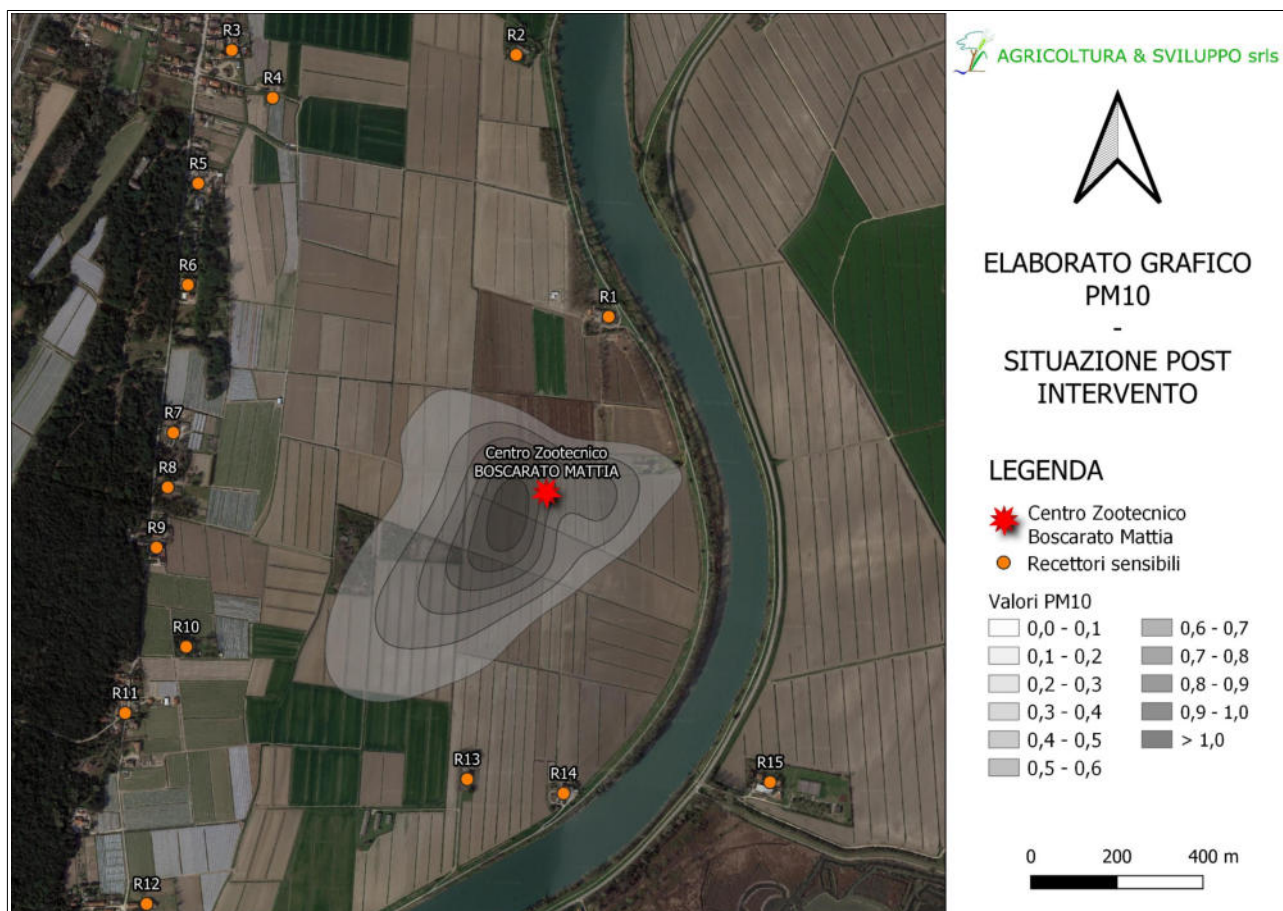 R3
R2
R4
R5
R6
R1
R7
R8
R9
Centro Zootecnico
BOSCARATO MATTIA
R10
R11
R13
R14
R15
R12
AGRICOLTURA & SVILUPPO srls
ELABORATO GRAFICO
PM10
-
SITUAZIONE POST
INTERVENTO
LEGENDA
Centro Zootecnico
Boscarato Mattia
Recettori sensibili
Valori PM10
0,0 - 0,1
0,1 - 0,2
0,2 - 0,3
0,3 - 0,4
0,4 - 0,5
0,5 - 0,6
0,6 - 0,7
0,7 - 0,8
0,8 - 0,9
0,9 - 1,0
> 1,0
0 200 400 m